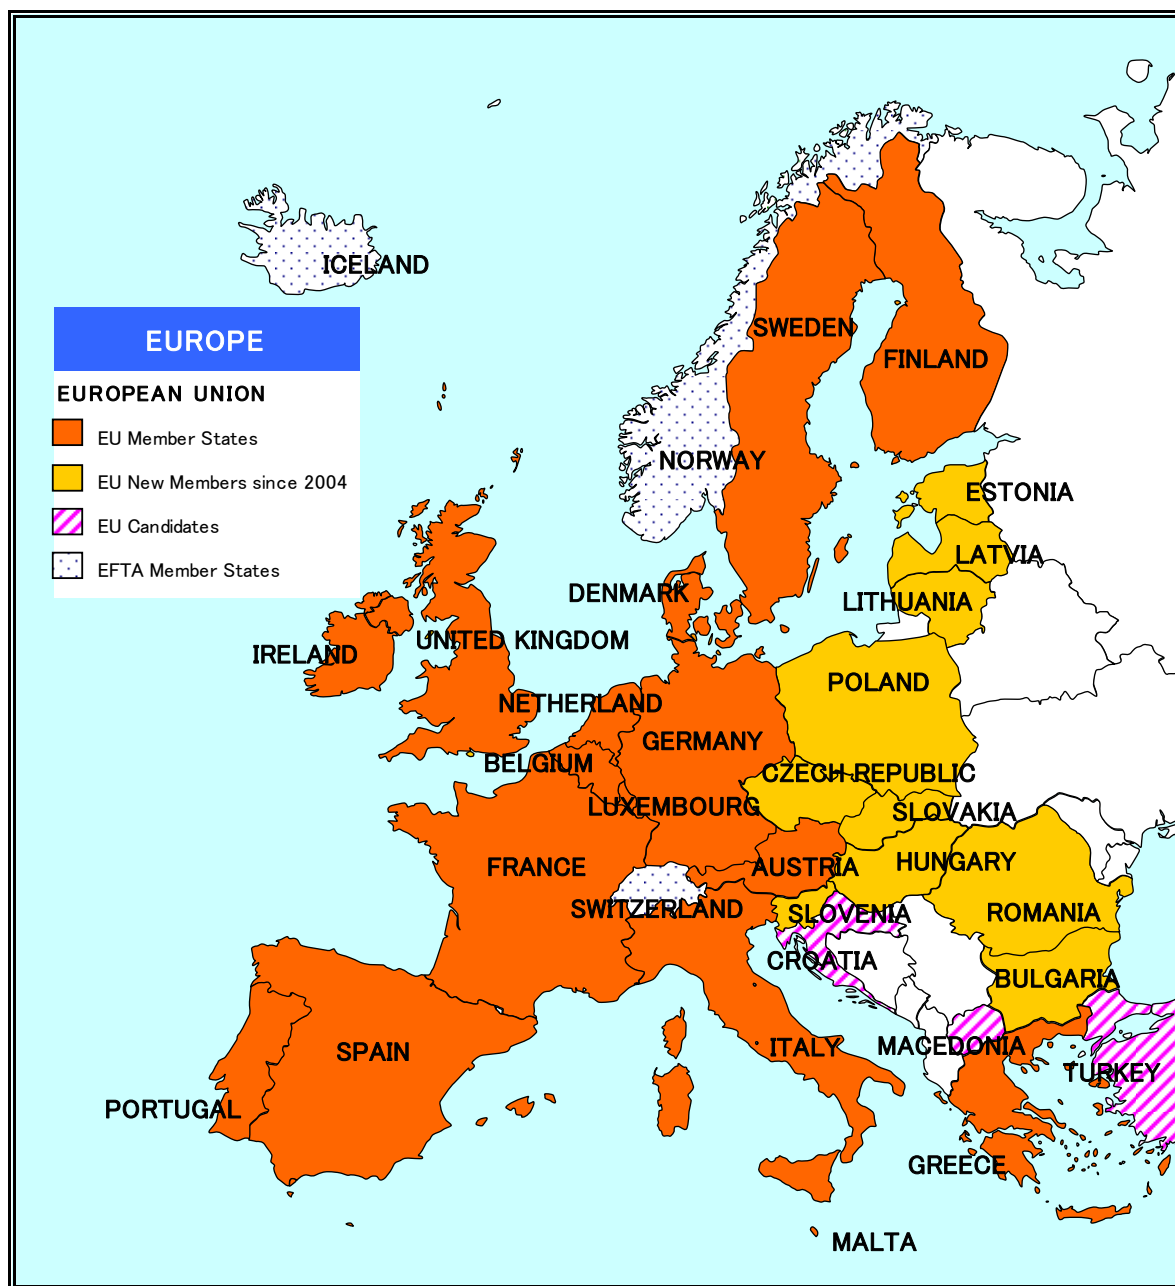 ICELAND
EUROPE
EUROPEAN UNION
EU Member States
EU New Members since 2004
EU Candidates
EFTA Member States
SWEDEN
FINLAND
NORWAY
ESTONIA
LATVIA
DENMARK
LITHUANIA
UNITED KINGDOM
IRELAND
POLAND
NETHERLAND
GERMANY
BELGIUM
CZECH REPUBLIC
LUXEMBOURG
SLOVAKIA
FRANCE
AUSTRIA
HUNGARY
SWITZERLAND
SLOVENIA
ROMANIA
CROATIA
BULGARIA
SPAIN
ITALY
MACEDONIA
TURKEY
PORTUGAL
GREECE
MALTA